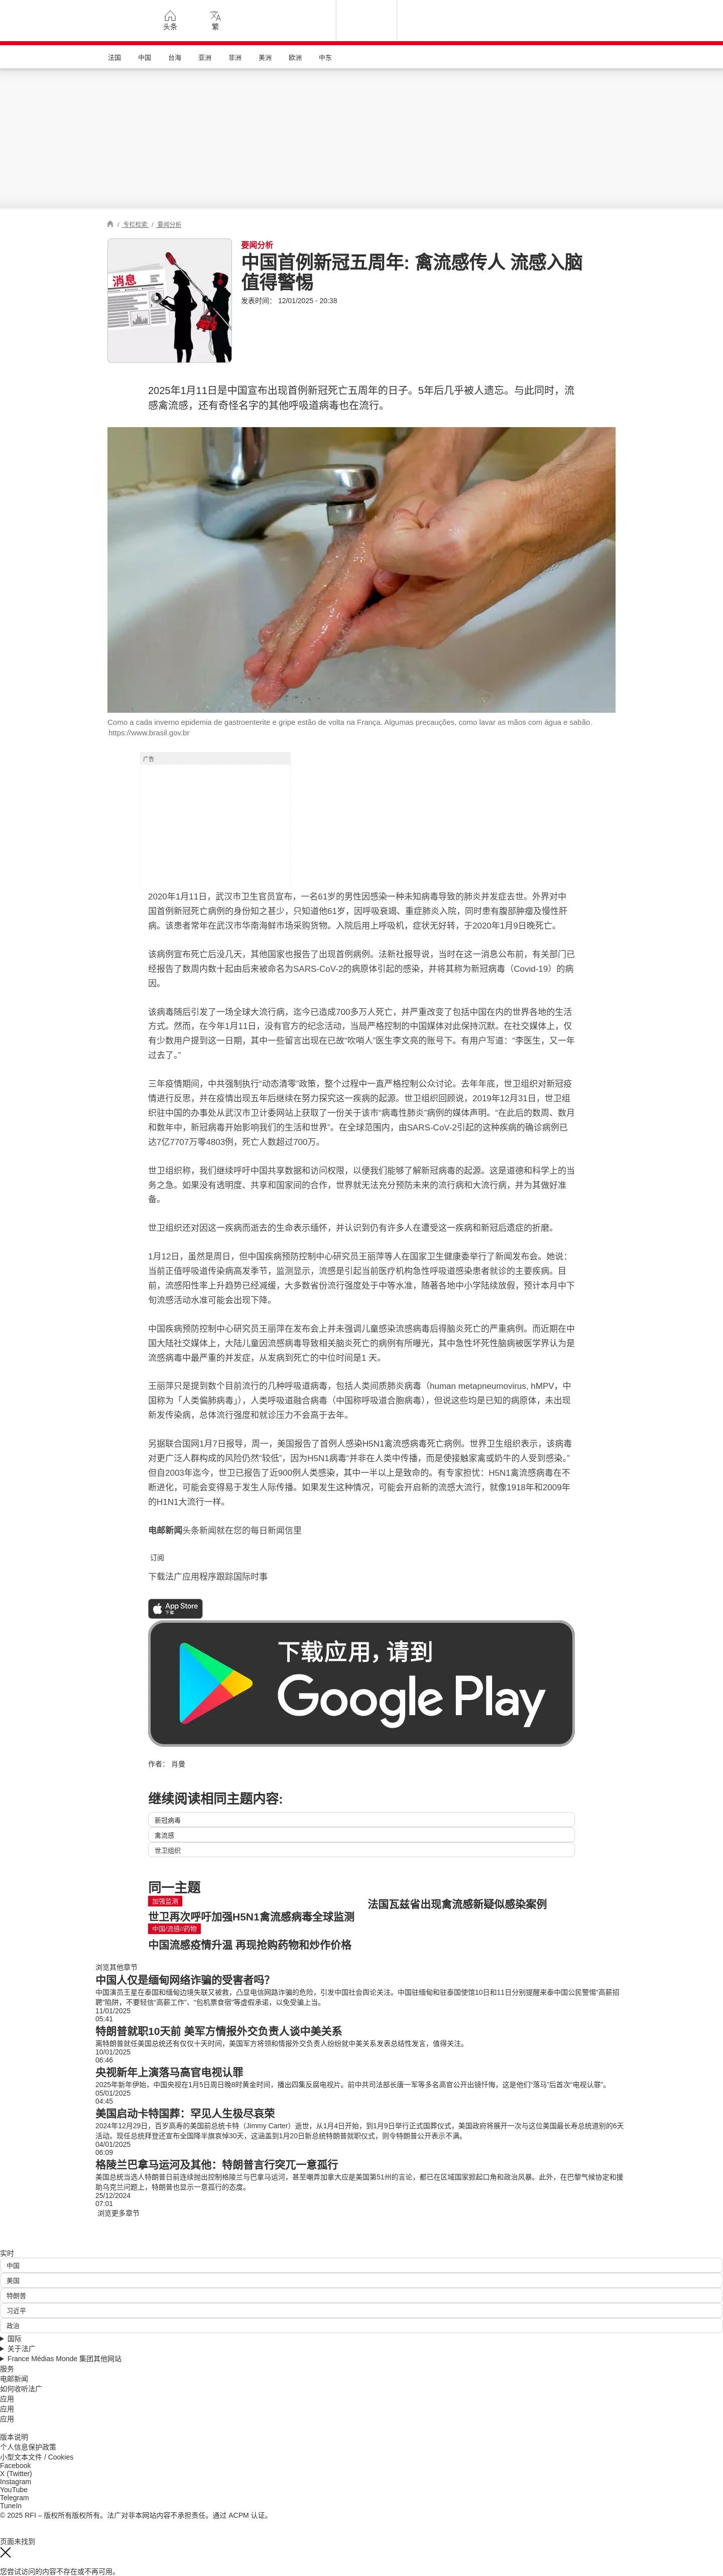 头条
繁
法国 中国 台海 亚洲 非洲 美洲 欧洲 中东
/ 专栏检索 / 要闻分析
消息
要闻分析
中国首例新冠五周年: 禽流感传人 流感入脑
值得警惕
发表时间： 12/01/2025 - 20:38
2025年1月11日是中国宣布出现首例新冠死亡五周年的日子。5年后几乎被人遗忘。与此同时，流
感禽流感，还有奇怪名字的其他呼吸道病毒也在流行。
Como a cada inverno epidemia de gastroenterite e gripe estão de volta na França. Algumas precauções, como lavar as mãos com água e sabão.
https://www.brasil.gov.br
广告
2020年1月11日，武汉市卫生官员宣布，一名61岁的男性因感染一种未知病毒导致的肺炎并发症去世。外界对中
国首例新冠死亡病例的身份知之甚少，只知道他61岁，因呼吸衰竭、重症肺炎入院，同时患有腹部肿瘤及慢性肝
病。该患者常年在武汉市华南海鲜市场采购货物。入院后用上呼吸机，症状无好转，于2020年1月9日晚死亡。
该病例宣布死亡后没几天，其他国家也报告了出现首例病例。法新社报导说，当时在这一消息公布前，有关部门已
经报告了数周内数十起由后来被命名为SARS-CoV-2的病原体引起的感染，并将其称为新冠病毒（Covid-19）的病
因。
该病毒随后引发了一场全球大流行病，迄今已造成700多万人死亡，并严重改变了包括中国在内的世界各地的生活
方式。然而，在今年1月11日，没有官方的纪念活动，当局严格控制的中国媒体对此保持沉默。在社交媒体上，仅
有少数用户提到这一日期，其中一些留言出现在已故“吹哨人”医生李文亮的账号下。有用户写道：“李医生，又一年
过去了。”
三年疫情期间，中共强制执行“动态清零”政策，整个过程中一直严格控制公众讨论。去年年底，世卫组织对新冠疫
情进行反思，并在疫情出现五年后继续在努力探究这一疾病的起源。世卫组织回顾说，2019年12月31日，世卫组
织驻中国的办事处从武汉市卫计委网站上获取了一份关于该市“病毒性肺炎”病例的媒体声明。“在此后的数周、数月
和数年中，新冠病毒开始影响我们的生活和世界”。在全球范围内，由SARS-CoV-2引起的这种疾病的确诊病例已
达7亿7707万零4803例，死亡人数超过700万。
世卫组织称，我们继续呼吁中国共享数据和访问权限，以便我们能够了解新冠病毒的起源。这是道德和科学上的当
务之急。如果没有透明度、共享和国家间的合作，世界就无法充分预防未来的流行病和大流行病，并为其做好准
备。
世卫组织还对因这一疾病而逝去的生命表示缅怀，并认识到仍有许多人在遭受这一疾病和新冠后遗症的折磨。
1月12日，虽然是周日，但中国疾病预防控制中心研究员王丽萍等人在国家卫生健康委举行了新闻发布会。她说：
当前正值呼吸道传染病高发季节，监测显示，流感是引起当前医疗机构急性呼吸道感染患者就诊的主要疾病。目
前，流感阳性率上升趋势已经减缓，大多数省份流行强度处于中等水准，随著各地中小学陆续放假，预计本月中下
旬流感活动水准可能会出现下降。
中国疾病预防控制中心研究员王丽萍在发布会上并未强调儿童感染流感病毒后得脑炎死亡的严重病例。而近期在中
国大陆社交媒体上，大陆儿童因流感病毒导致相关脑炎死亡的病例有所曝光，其中急性坏死性脑病被医学界认为是
流感病毒中最严重的并发症，从发病到死亡的中位时间是1 天。
王丽萍只是提到数个目前流行的几种呼吸道病毒，包括人类间质肺炎病毒（human metapneumovirus, hMPV，中
国称为「人类偏肺病毒」），人类呼吸道融合病毒（中国称呼吸道合胞病毒），但说这些均是已知的病原体，未出现
新发传染病，总体流行强度和就诊压力不会高于去年。
另据联合国网1月7日报导，周一，美国报告了首例人感染H5N1禽流感病毒死亡病例。世界卫生组织表示，该病毒
对更广泛人群构成的风险仍然“较低”，因为H5N1病毒“并非在人类中传播，而是使接触家禽或奶牛的人受到感染。”
但自2003年迄今，世卫已报告了近900例人类感染，其中一半以上是致命的。有专家担忧：H5N1禽流感病毒在不
断进化，可能会变得易于发生人际传播。如果发生这种情况，可能会开启新的流感大流行，就像1918年和2009年
的H1N1大流行一样。
电邮新闻头条新闻就在您的每日新闻信里
订阅
下载法广应用程序跟踪国际时事
App Store
下载
下载应用，请到
Google Play
作者： 肖曼
继续阅读相同主题内容:
新冠病毒
禽流感
世卫组织
同一主题
加强监测
世卫再次呼吁加强H5N1禽流感病毒全球监测
法国瓦兹省出现禽流感新疑似感染案例
中国/流感/药物
中国流感疫情升温 再现抢购药物和炒作价格
浏览其他章节
中国人仅是缅甸网络诈骗的受害者吗？
中国演员王星在泰国和缅甸边境失联又被救，凸显电信网路诈骗的危险，引发中国社会舆论关注。中国驻缅甸和驻泰国使馆10日和11日分别提醒来泰中国公民警惕“高薪招
聘”陷阱，不要轻信“高薪工作”、“包机票食宿”等虚假承诺，以免受骗上当。
11/01/2025
05:41
特朗普就职10天前 美军方情报外交负责人谈中美关系
离特朗普就任美国总统还有仅仅十天时间，美国军方将领和情报外交负责人纷纷就中美关系发表总结性发言，值得关注。
10/01/2025
06:46
央视新年上演落马高官电视认罪
2025年新年伊始，中国央视在1月5日周日晚8时黄金时间，播出四集反腐电视片。前中共司法部长唐一军等多名高官公开出镜忏悔，这是他们“落马”后首次“电视认罪”。
05/01/2025
04:45
美国启动卡特国葬：罕见人生极尽哀荣
2024年12月29日，百岁高寿的美国前总统卡特（Jimmy Carter）逝世，从1月4日开始，到1月9日举行正式国葬仪式，美国政府将展开一次与这位美国最长寿总统道别的6天
活动。现任总统拜登还宣布全国降半旗哀悼30天，这涵盖到1月20日新总统特朗普就职仪式，则令特朗普公开表示不满。
04/01/2025
06:09
格陵兰巴拿马运河及其他：特朗普言行突兀一意孤行
美国总统当选人特朗普日前连续抛出控制格陵兰与巴拿马运河，甚至嘲弄加拿大应是美国第51州的言论，都已在区域国家掀起口角和政治风暴。此外，在巴黎气候协定和援
助乌克兰问题上，特朗普也显示一意孤行的态度。
25/12/2024
07:01
浏览更多章节
实时
中国
美国
特朗普
习近平
政治
国际
关于法广
France Médias Monde 集团其他网站
服务
电邮新闻
如何收听法广
应用
应用
应用
版本说明
个人信息保护政策
小型文本文件 / Cookies
Facebook
X (Twitter)
Instagram
YouTube
Telegram
TuneIn
© 2025 RFI – 版权所有版权所有。法广对非本网站内容不承担责任。通过 ACPM 认证。
页面未找到
您尝试访问的内容不存在或不再可用。